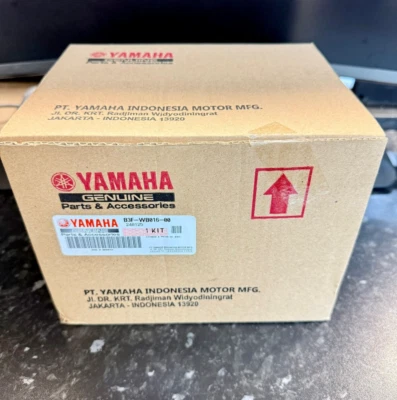 YAMAHA
PT. YAMAHA INDONESIA MOTOR MFG.
JL. DR. KRT. Radjiman Widyodiningrat
JAKARTA - INDONESIA 13920
YAMAHA
GENUINE
Parts & Accessories
YAMAHA
1 KIT
PT. YAMAHA INDONESIA MOTOR MFG.
Jl. DR. KRT. Radjiman Widyodiningrat
JAKARTA - INDONESIA 13920